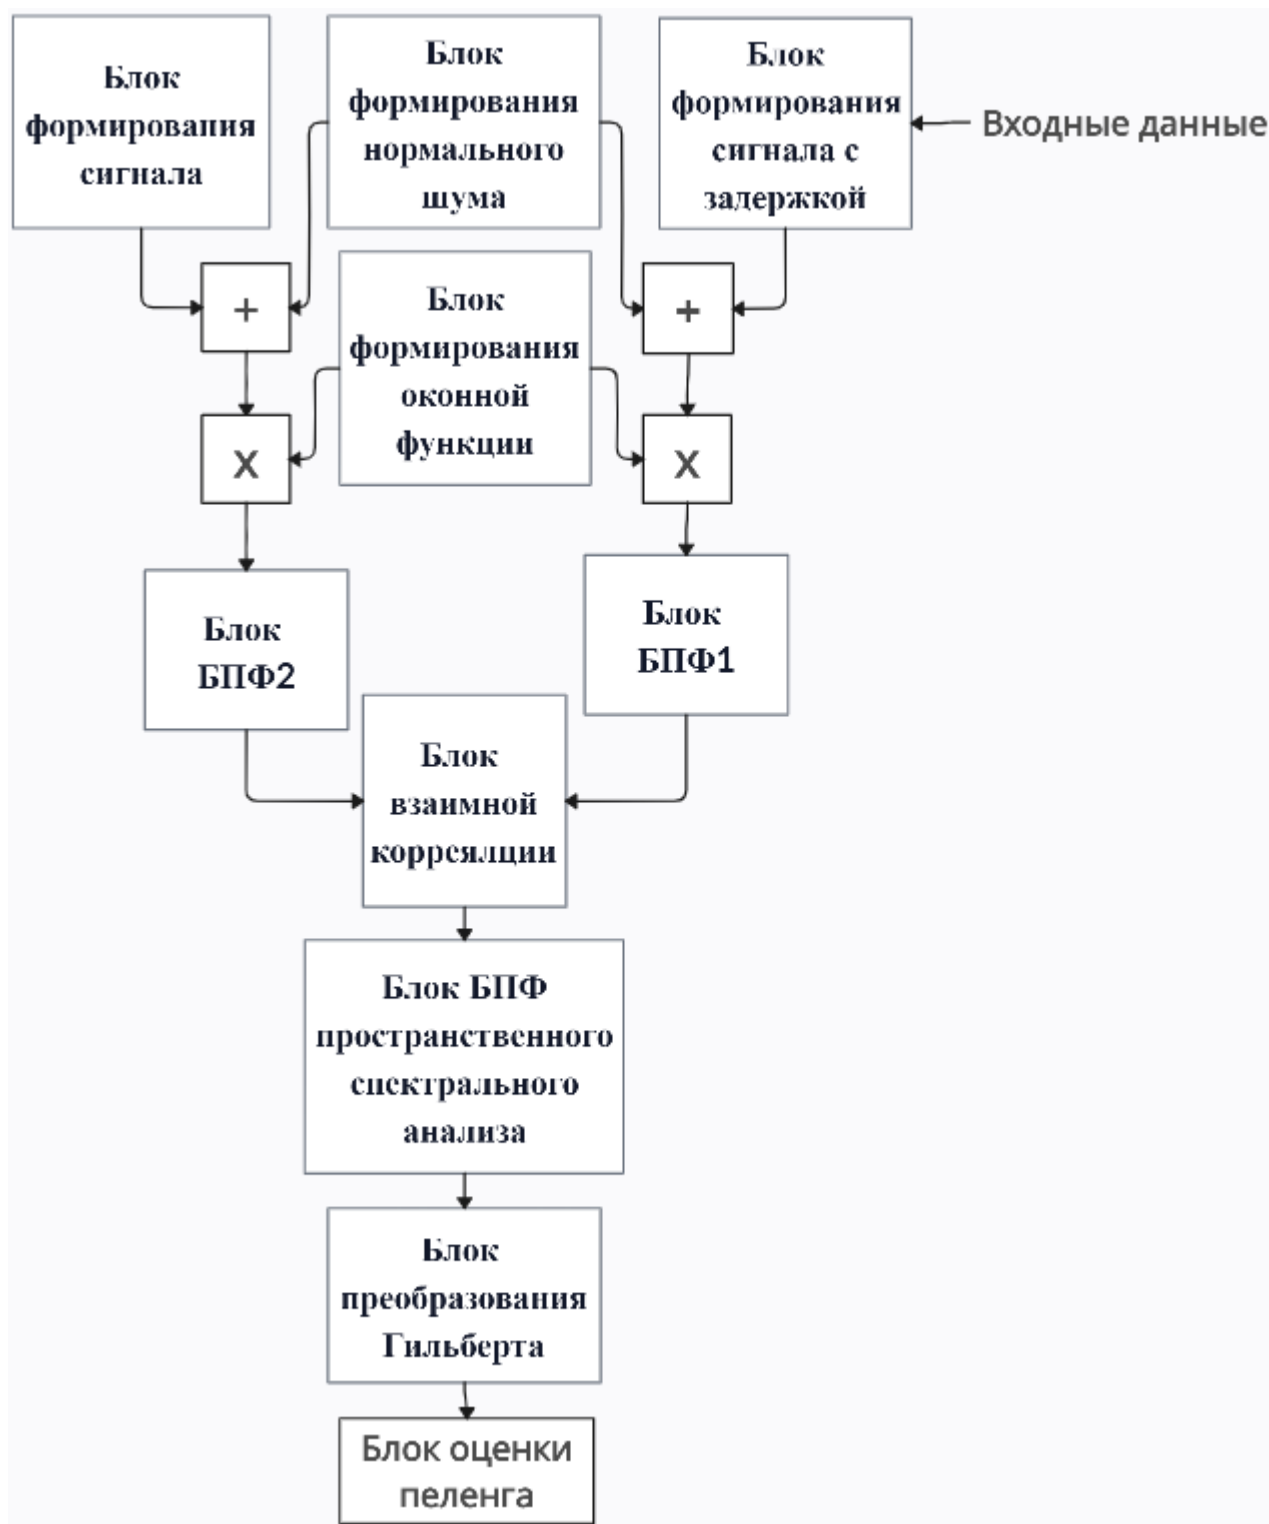 Блок
формирования
сигнала
Блок
формирования
нормального
шума
Блок
формирования
сигнала с
задержкой
Входные данные
+
+
Блок
формирования
оконной
функции
X
X
Блок
БПФ2
Блок
БПФ1
Блок
взаимной
корреялции
Блок БПФ
пространственного
спектрального
анализа
Блок
преобразования
Гильберта
Блок оценки
пеленга